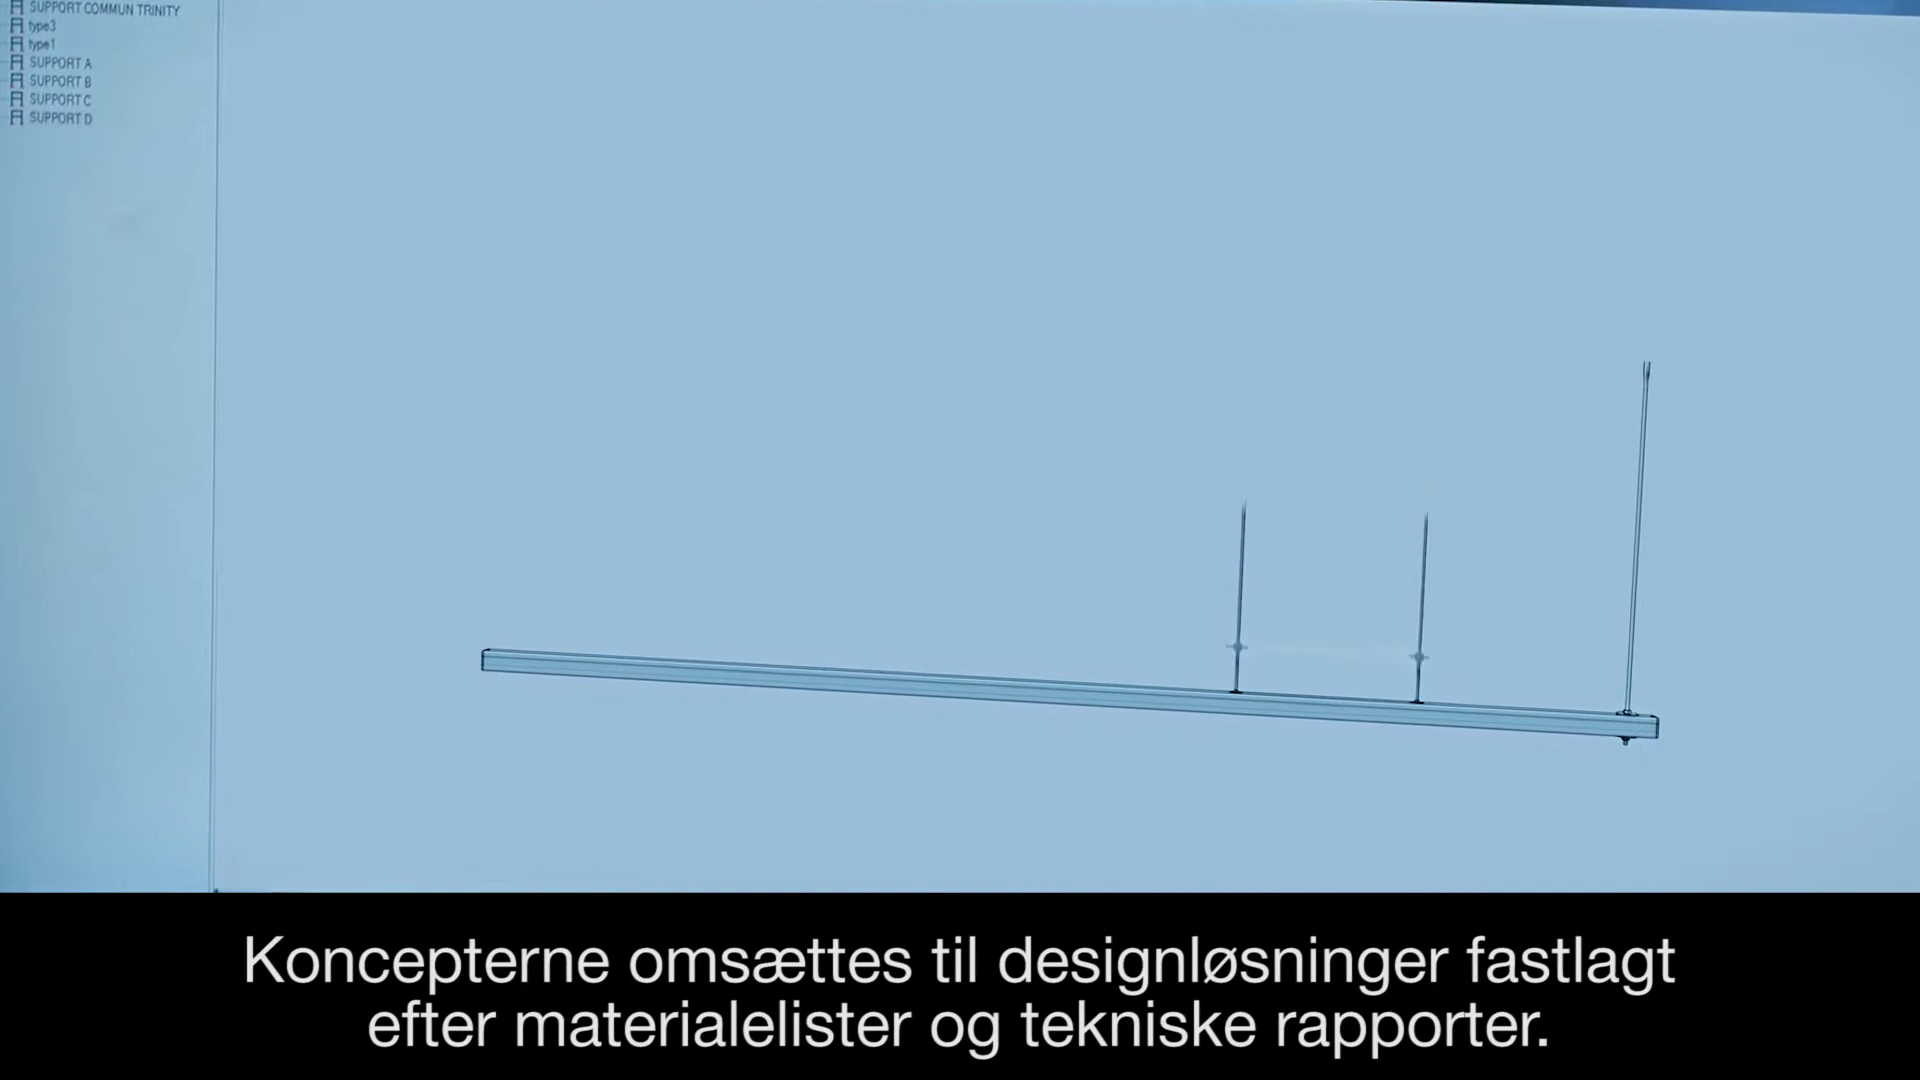 SUPPORT COMMUN TRINITY
type3
type1
SUPPORT A
SUPPORT B
SUPPORT C
SUPPORT D
Koncepterne omsættes til designløsninger fastlagt
efter materialelister og tekniske rapporter.